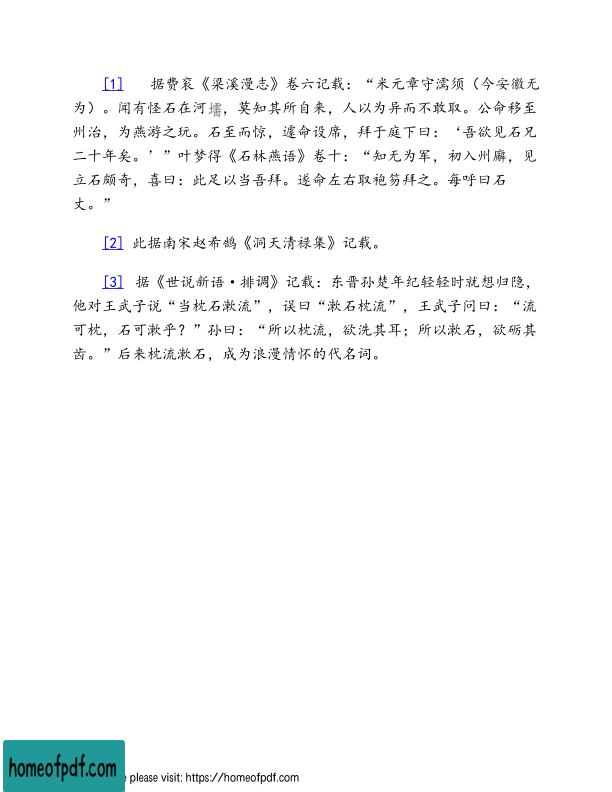 [1] 据费衮《梁溪漫志》卷六记载：“米元章守濡须（今安徽无
为）。闻有怪石在河壖，莫知其所自来，人以为异而不敢取。公命移至
州治，为燕游之玩。石至而惊，遽命设席，拜于庭下曰：‘吾欲见石兄
二十年矣。’”叶梦得《石林燕语》卷十：“知无为军，初入州廨，见
立石颇奇，喜曰：此足以当吾拜。遂命左右取袍笏拜之。每呼曰石
丈。”
[2] 此据南宋赵希鹄《洞天清禄集》记载。
[3] 据《世说新语·排调》记载：东晋孙楚年纪轻轻时就想归隐，
他对王武子说“当枕石漱流”，误曰“漱石枕流”，王武子问曰：“流
可枕，石可漱乎？”孙曰：“所以枕流，欲洗其耳；所以漱石，欲砺其
齿。”后来枕流漱石，成为浪漫情怀的代名词。
homeofpdf.com
e please visit: https://homeofpdf.com